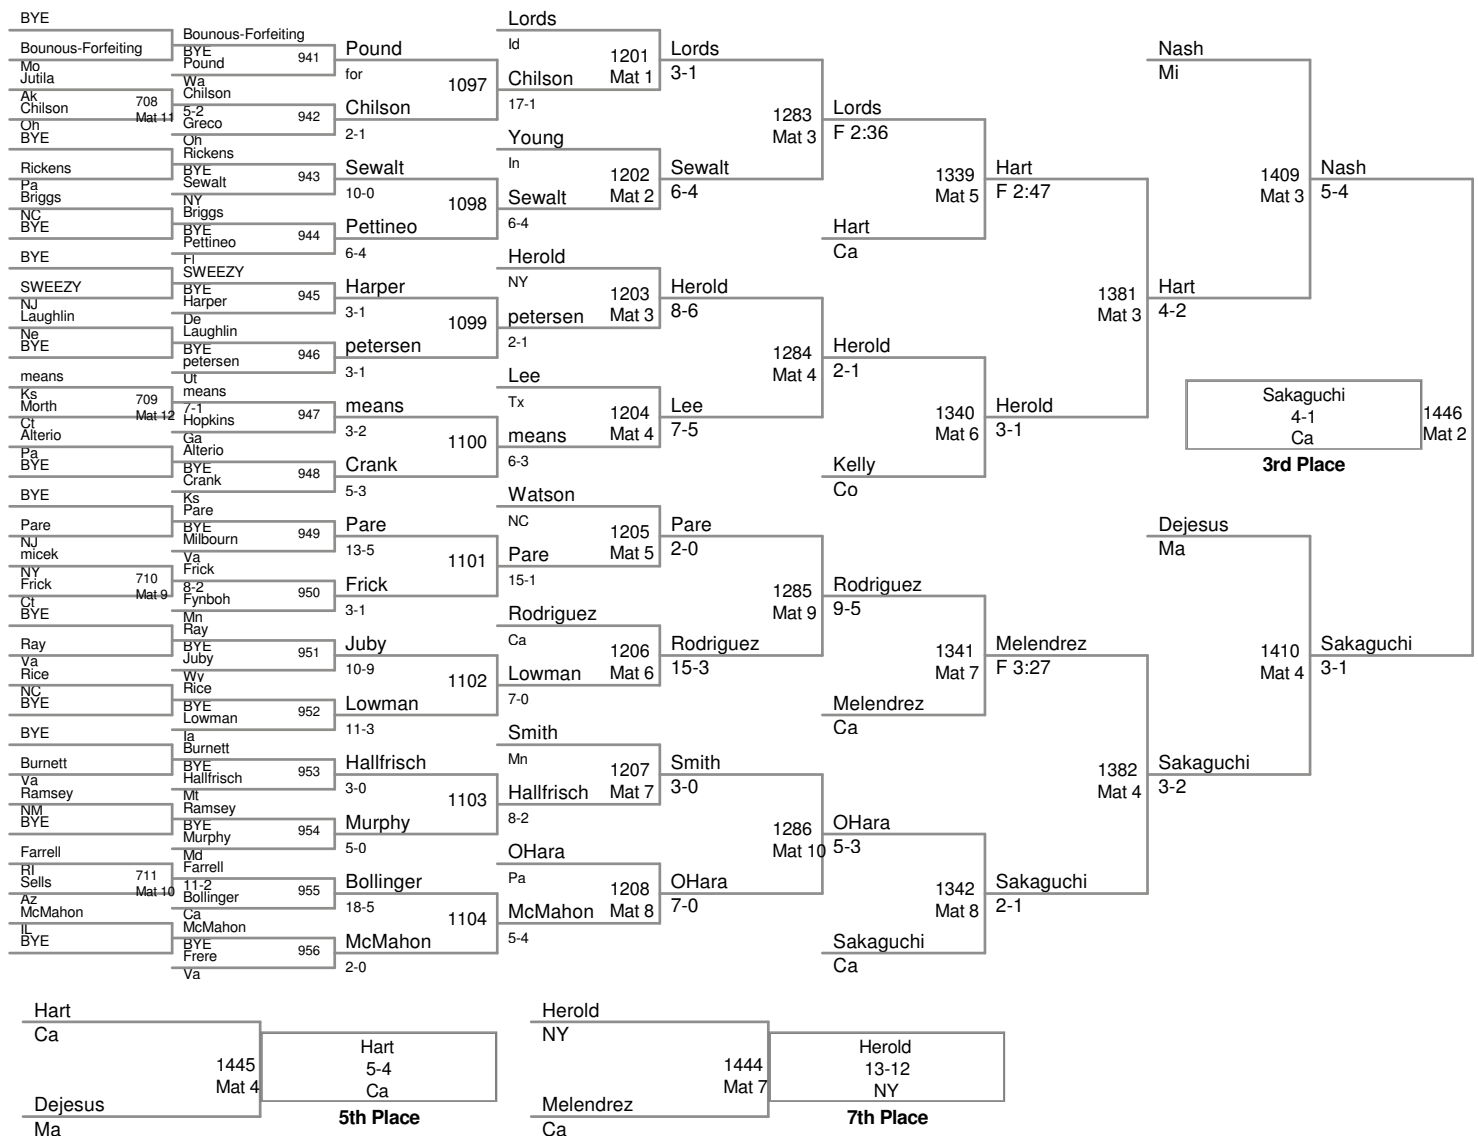 BYE
Bounous-Forfeiting
Mo
Jutila
Ak
Chilson
Oh
BYE
Rickens
Pa
Briggs
NC
BYE
BYE
SWEEZY
NJ
Laughlin
Ne
BYE
means
Ks
Morth
Ct
Alterio
Pa
BYE
BYE
Pare
NJ
micek
NY
Frick
Ct
BYE
Ray
Va
Rice
NC
BYE
BYE
Burnett
Va
Ramsey
NM
BYE
Farrell
RI
Sells
Az
McMahon
IL
BYE
708
Mat 11
709
Mat 12
710
Mat 9
711
Mat 10
Bounous-Forfeiting
BYE
Pound
Wa
Chilson
5-2
Greco
Oh
Rickens
BYE
Sewalt
NY
Briggs
BYE
Pettineo
Fl
SWEEZY
BYE
Harper
De
Laughlin
BYE
petersen
Ut
means
7-1
Hopkins
Ga
Alterio
BYE
Crank
Ks
Pare
BYE
Milbourn
Va
Frick
8-2
Fynboh
Mn
Ray
BYE
Juby
Wv
Rice
BYE
Lowman
Ia
Burnett
BYE
Hallfrisch
Mt
Ramsey
BYE
Murphy
Md
Farrell
11-2
Bollinger
Ca
McMahon
BYE
Frere
Va
941
942
943
944
945
946
947
948
949
950
951
952
953
954
955
956
Pound
for
Chilson
2-1
Sewalt
10-0
Pettineo
6-4
Harper
3-1
petersen
3-1
means
3-2
Crank
5-3
Pare
13-5
Frick
3-1
Juby
10-9
Lowman
11-3
Hallfrisch
3-0
Murphy
5-0
Bollinger
18-5
McMahon
2-0
1097
1098
1099
1100
1101
1102
1103
1104
Lords
Id
Chilson
17-1
Young
In
Sewalt
6-4
Herold
NY
petersen
2-1
Lee
Tx
means
6-3
Watson
NC
Pare
15-1
Rodriguez
Ca
Lowman
7-0
Smith
Mn
Hallfrisch
8-2
OHara
Pa
McMahon
5-4
1201
Mat 1
1202
Mat 2
1203
Mat 3
1204
Mat 4
1205
Mat 5
1206
Mat 6
1207
Mat 7
1208
Mat 8
Lords
3-1
Sewalt
6-4
Herold
8-6
Lee
7-5
Pare
2-0
Rodriguez
15-3
Smith
3-0
OHara
7-0
1283
Mat 3
1284
Mat 4
1285
Mat 9
1286
Mat 10
Lords
F 2:36
Hart
Ca
Herold
2-1
Kelly
Co
Rodriguez
9-5
Melendrez
Ca
OHara
5-3
Sakaguchi
Ca
1339
Mat 5
1340
Mat 6
1341
Mat 7
1342
Mat 8
Hart
F 2:47
Herold
3-1
Melendrez
F 3:27
Sakaguchi
2-1
1381
Mat 3
1382
Mat 4
Nash
Mi
Hart
4-2
Dejesus
Ma
Sakaguchi
3-2
1409
Mat 3
1410
Mat 4
Nash
5-4
Sakaguchi
3-1
Sakaguchi
4-1
Ca
3rd Place
1446
Mat 2
Hart
Ca
Dejesus
Ma
1445
Mat 4
Hart
5-4
Ca
5th Place
Herold
NY
Melendrez
Ca
1444
Mat 7
Herold
13-12
NY
7th Place